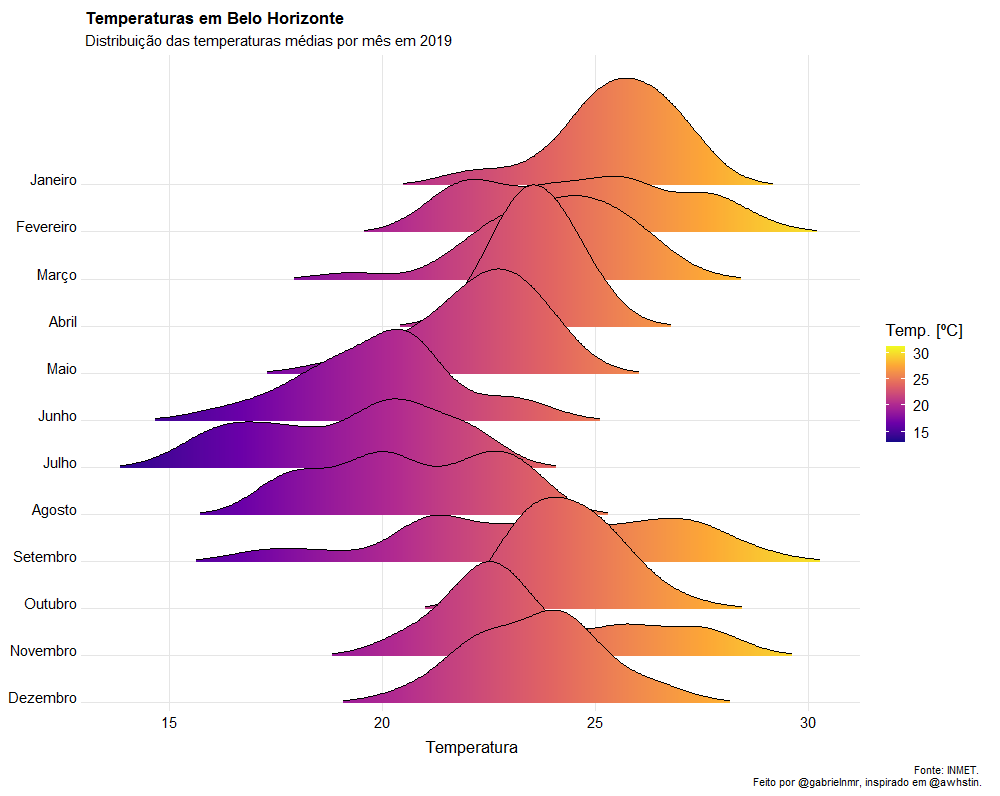 Temperaturas em Belo Horizonte
Distribuição das temperaturas médias por mês em 2019
Janeiro
Fevereiro
Março
Abril
Maio
Junho
Julho
Agosto
Setembro
Outubro
Novembro
Dezembro
15 20 25 30
Temperatura
Temp. [ºC]
30
25
20
15
Fonte: INMET.
Feito por @gabrielnmr, inspirado em @awhstin.